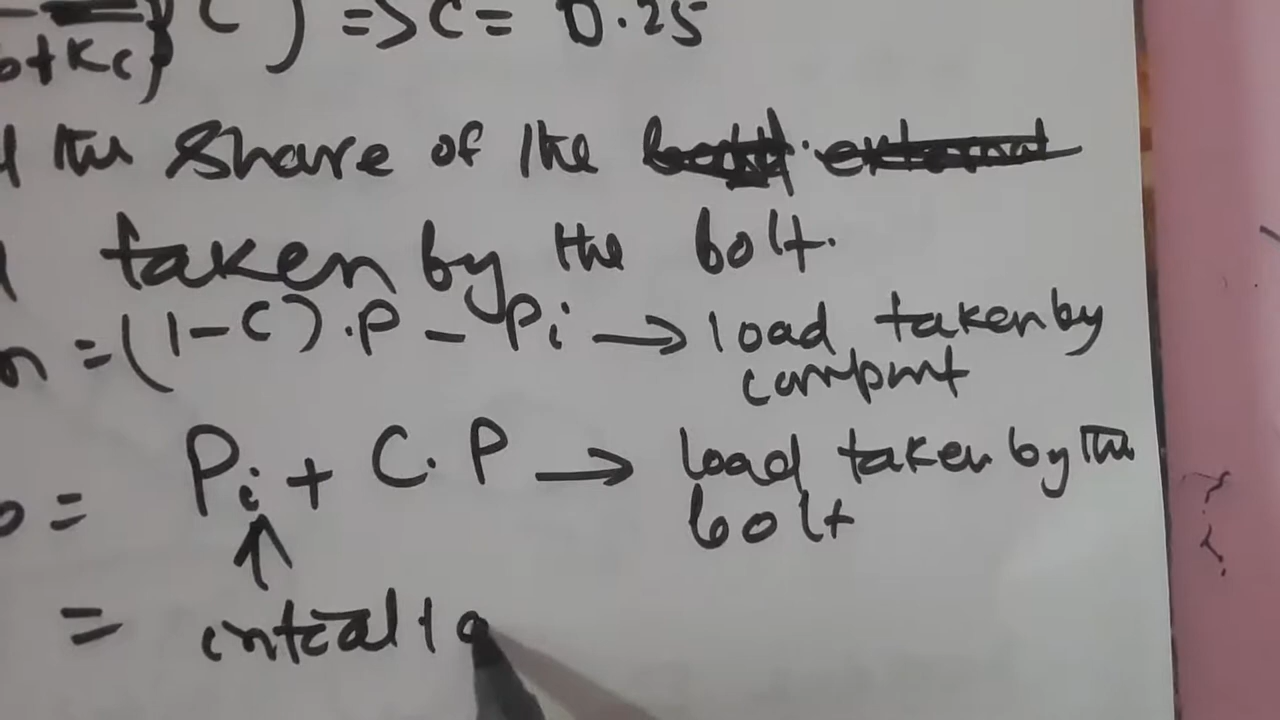 C ) => C = 0.25
b+Kc)
the share of the
taken by the bolt.
m = (1-C).P - Pi → load taken by
compnt
b = Pi + C.P → load taken by the
bolt
↑
= intial